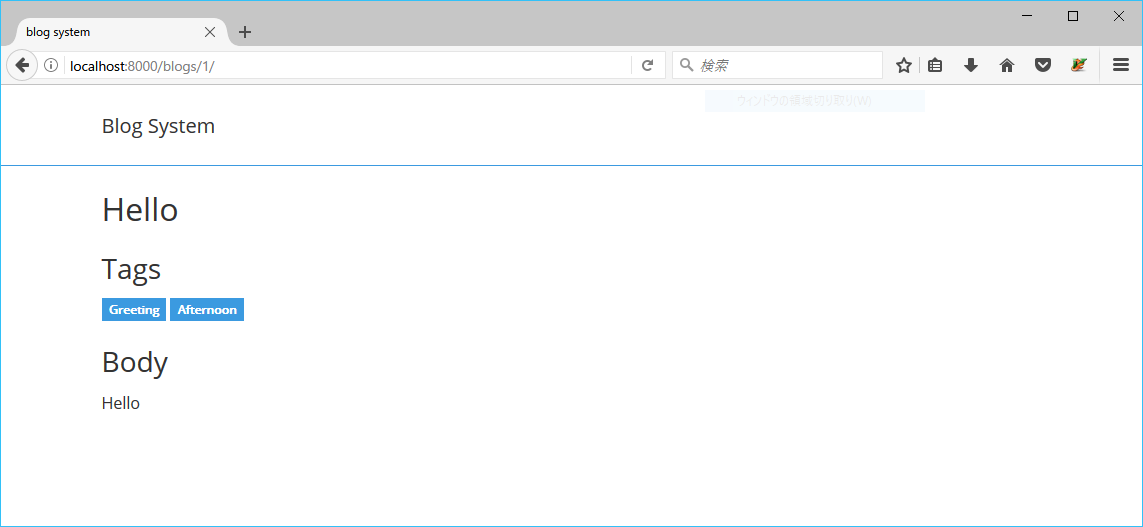 blog system
localhost:8000/blogs/1/
検索
ウィンドウの領域切り取り(W)
Blog System
Hello
Tags
Greeting Afternoon
Body
Hello